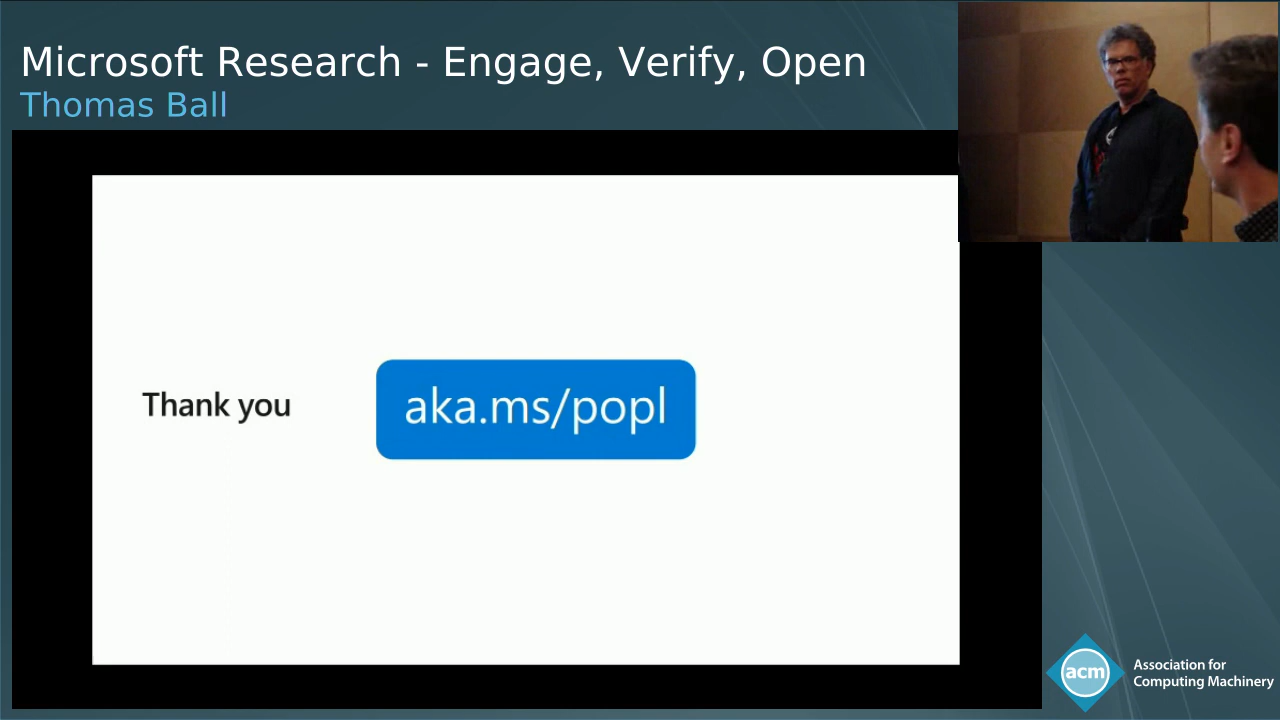 Microsoft Research - Engage, Verify, Open
Thomas Ball
Thank you
aka.ms/popl
acm
Association for
Computing Machinery